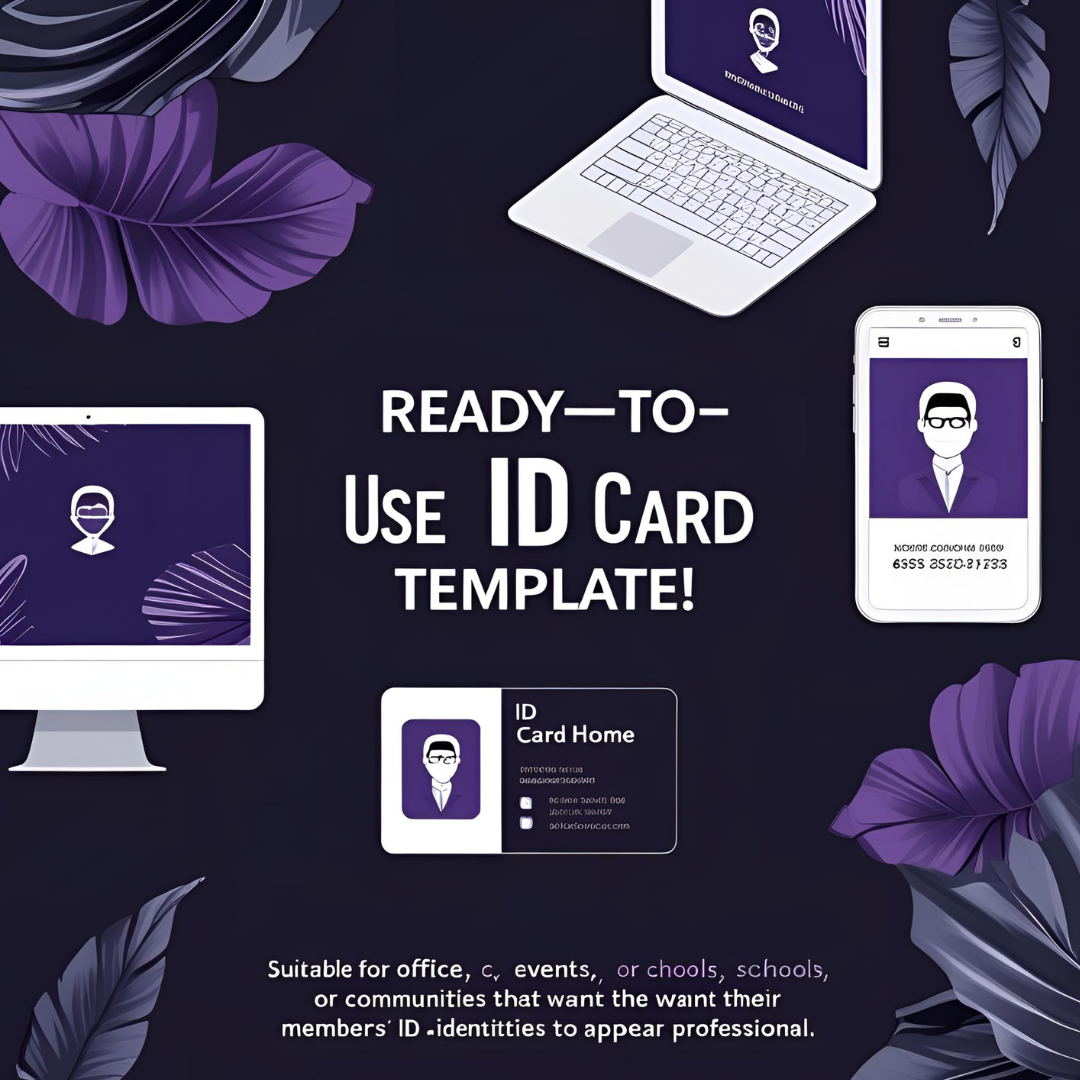 READY—TO–
USE ID CARD
TEMPLATE!
ID
Card Home
Suitable for office, c, events,, or chools, schools,
or communities that want the waınt their
members' ID .identitties to appear professional.